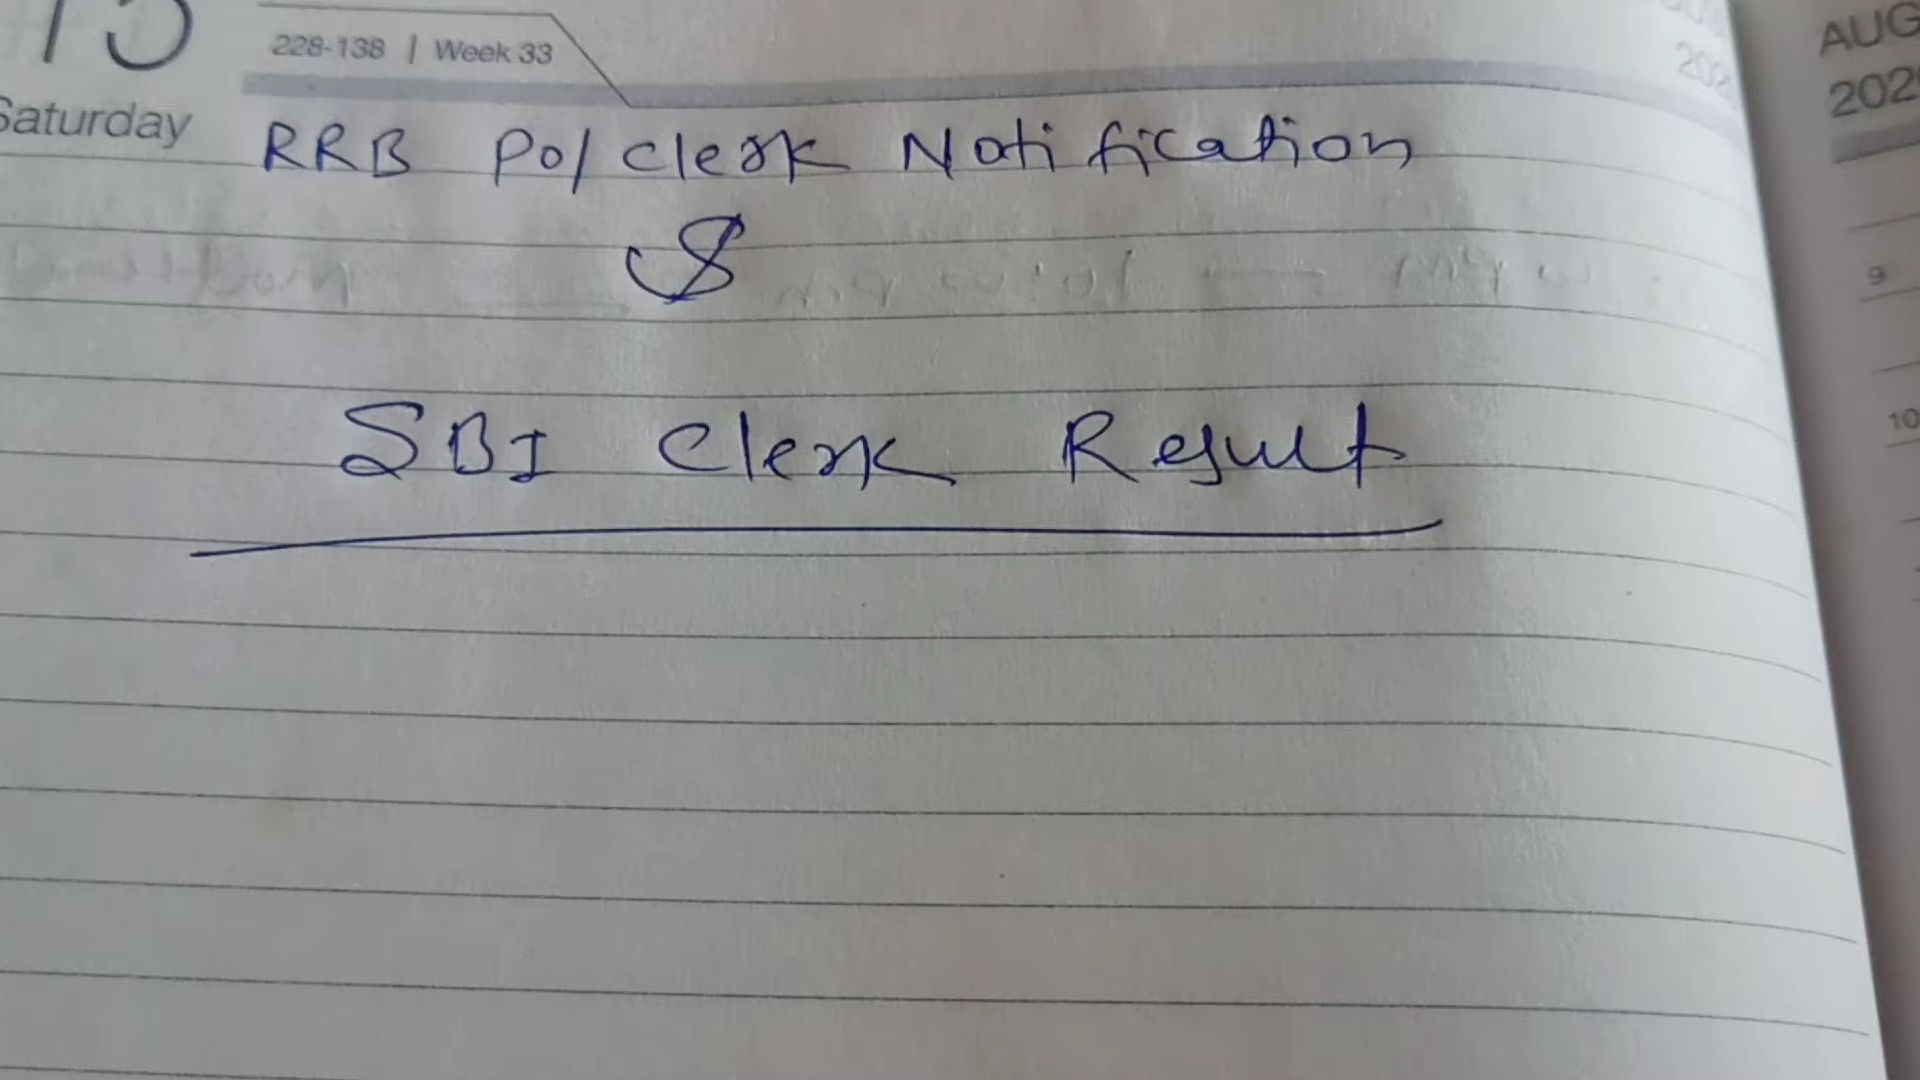 15
228-138 | Week 33
Saturday
RRB PO/Clerk Notification
&
SBI Clerk Result
AUG
202
9
10